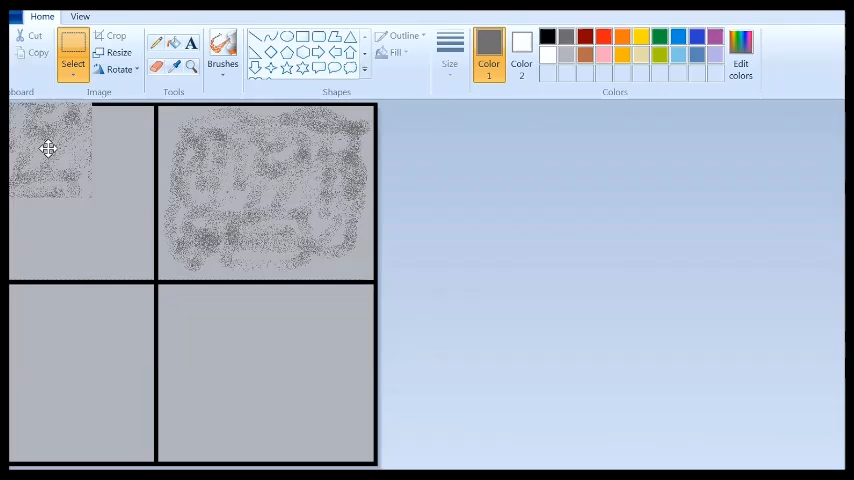 Home View
Cut
Copy
eboard
Select
Crop
Resize
Rotate
Image
A
Tools
Brushes
Shapes
Outline
Fill
Size
Color 1
Color 2
Edit colors
Colors